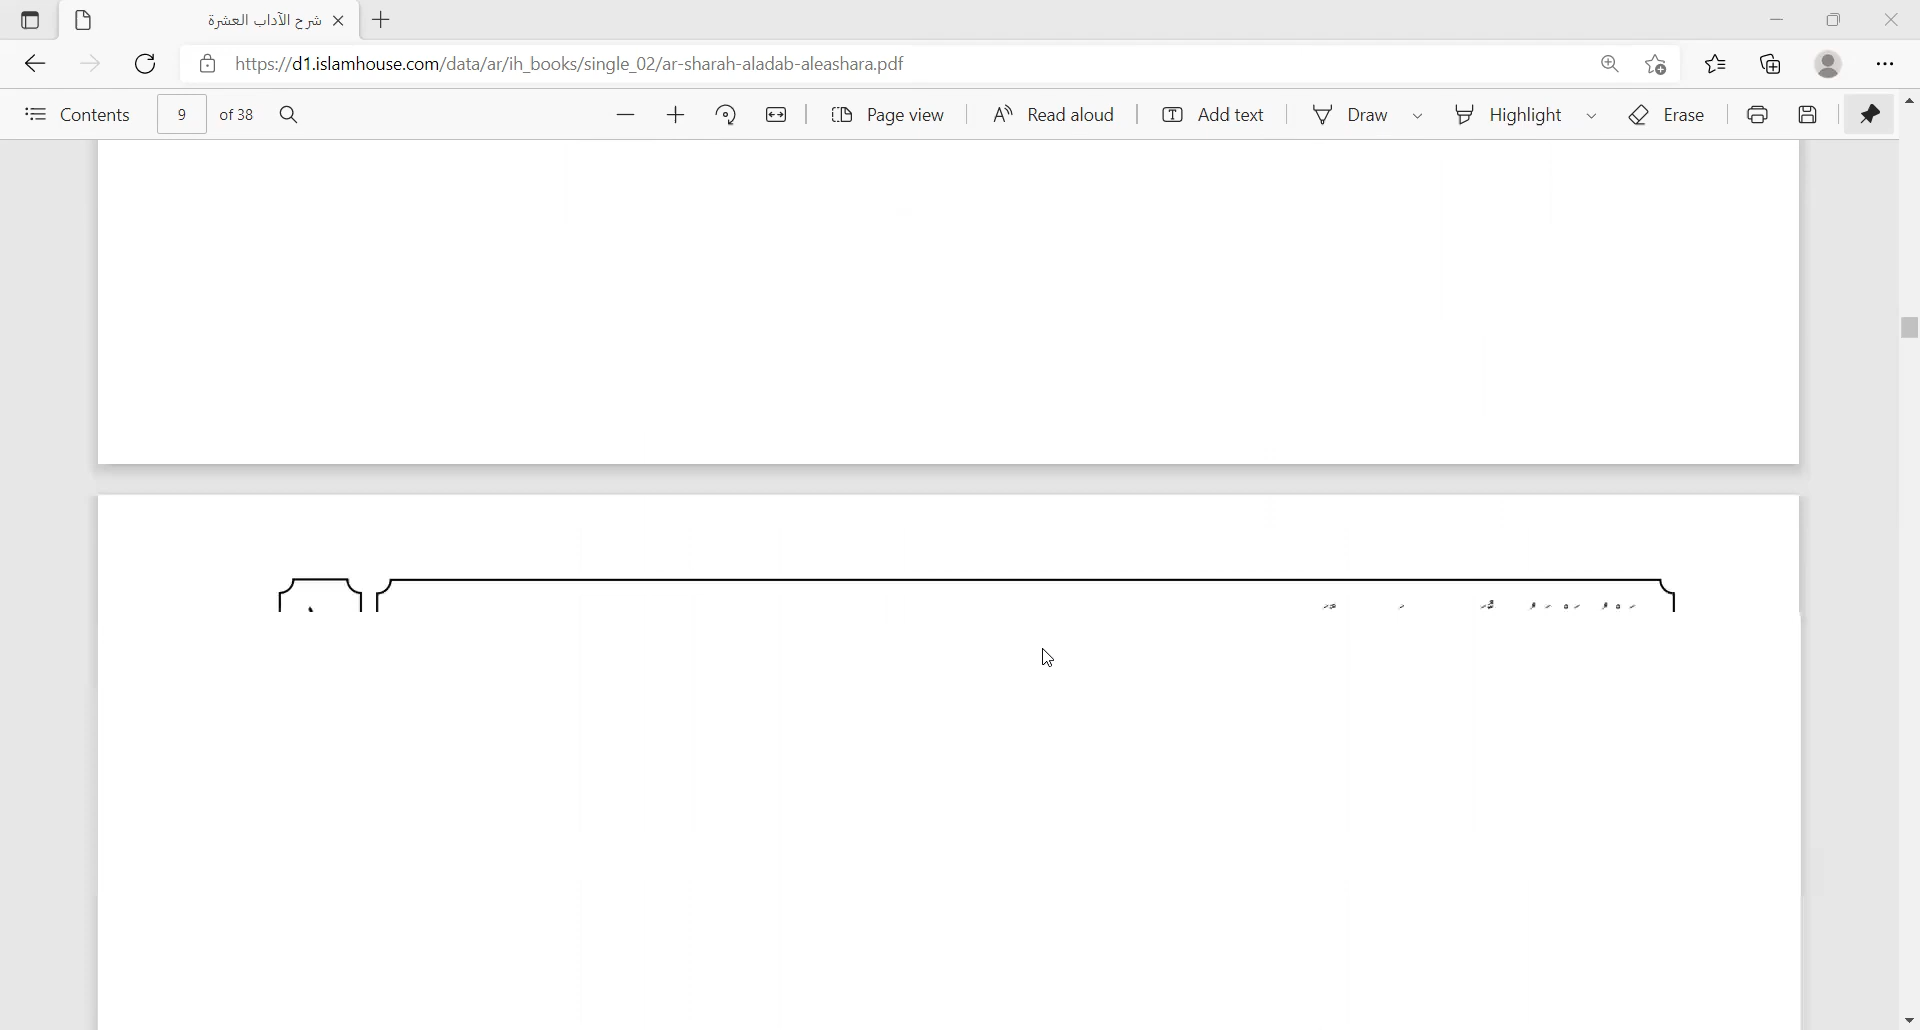 شرح الآداب العشرة
https://d1.islamhouse.com/data/ar/ih_books/single_02/ar-sharah-aladab-aleashara.pdf
Contents
9
of 38
Page view
Read aloud
Add text
Draw
Highlight
Erase